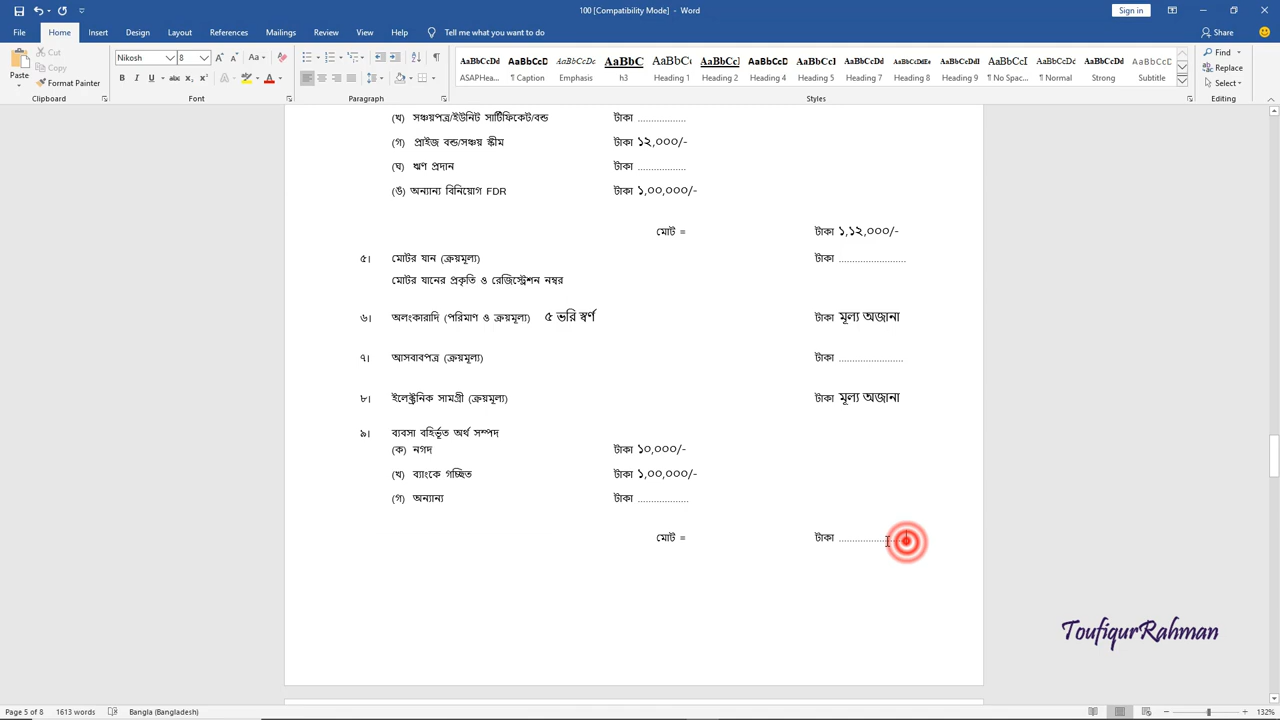 100 [Compatibility Mode] - Word
Sign in
File Home Insert Design Layout References Mailings Review View Help Tell me what you want to do
Share
Paste
Cut
Copy
Format Painter
Nikosh 8
AaBbCcDd AaBbCcD AaBbCcDd AaBbC AaBbC AaBbCcI AaBbCcl AaBbCcD AaBbCcI AaBbCcI AaBbCcDdEe AaBbCcDdI AaBbCcI AaBbCcDd AaBbCcDd AaBbCcDd
ASAPHea... ¶ Caption Emphasis h3 Heading 1 Heading 2 Heading 4 Heading 5 Heading 7 Heading 8 Heading 9 ¶ No Spac... ¶ Normal Strong Subtitle
Find
Replace
Select
Clipboard Font Paragraph Styles Editing
(খ) সঞ্চয়পত্র/ইউনিট সার্টিফিকেট/বন্ড টাকা ..................
(গ) প্রাইজ বন্ড/সঞ্চয় স্কীম টাকা ১২,০০০/-
(ঘ) ঋণ প্রদান টাকা ..................
(ঙ) অন্যান্য বিনিয়োগ FDR টাকা ১,০০,০০০/-
মোট = টাকা ১,১২,০০০/-
৫। মোটর যান (ক্রয়মূল্য) টাকা .........................
মোটর যানের প্রকৃতি ও রেজিস্ট্রেশন নম্বর
৬। অলংকারাদি (পরিমাণ ও ক্রয়মূল্য) ৫ ভরি স্বর্ণ টাকা মূল্য অজানা
৭। আসবাবপত্র (ক্রয়মূল্য) টাকা ........................
৮। ইলেক্ট্রনিক সামগ্রী (ক্রয়মূল্য) টাকা মূল্য অজানা
৯। ব্যবসা বহির্ভূত অর্থ সম্পদ
(ক) নগদ টাকা ১০,০০০/-
(খ) ব্যাংকে গচ্ছিত টাকা ১,০০,০০০/-
(গ) অন্যান্য টাকা ...................
মোট = টাকা .........................
ToufiqurRahman
Page 5 of 8 1613 words Bangla (Bangladesh) 132%